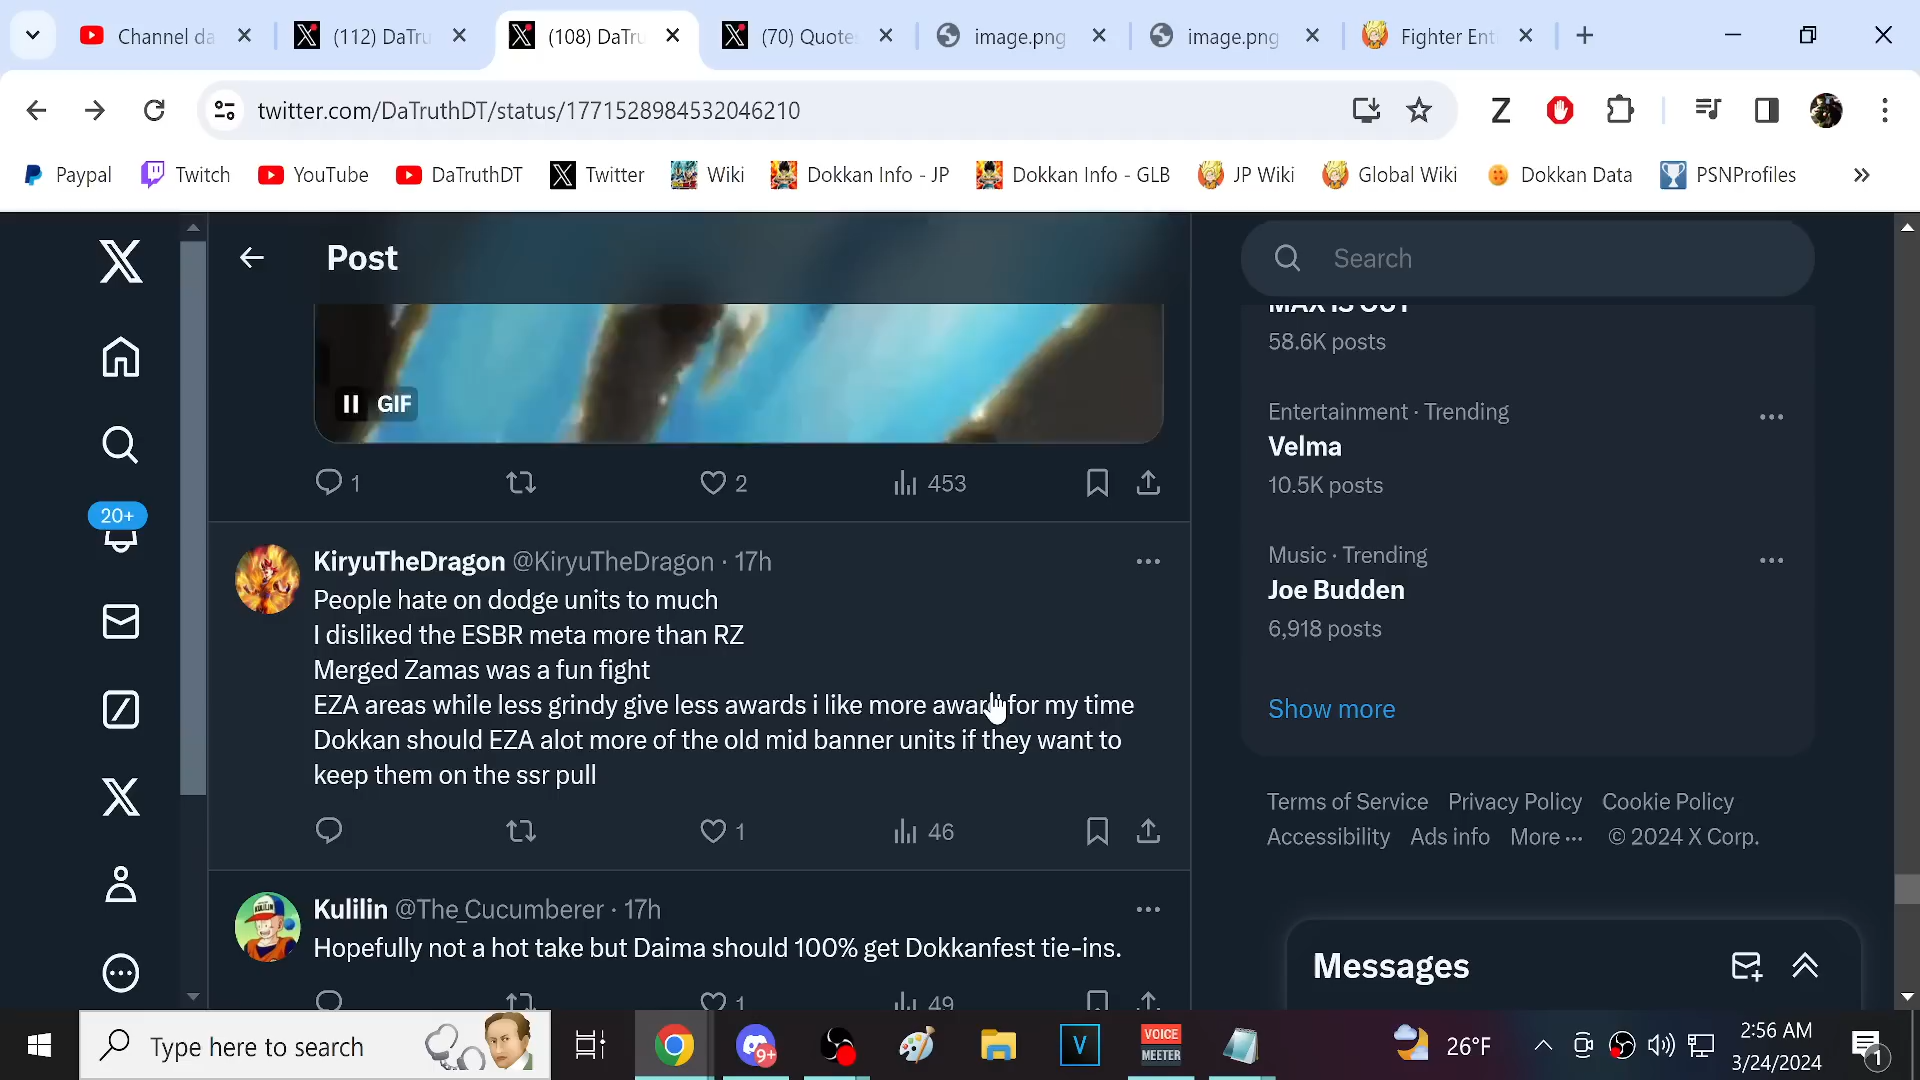 Channel da
(112) DaTru
(108) DaTru
(70) Quote
image.png
image.png
Fighter Ent
twitter.com/DaTruthDT/status/1771528984532046210
Z
Paypal
Twitch
YouTube
DaTruthDT
Twitter
Wiki
Dokkan Info - JP
Dokkan Info - GLB
JP Wiki
Global Wiki
Dokkan Data
PSNProfiles
Post
Search
GIF
MAX IS OUT
58.6K posts
Entertainment · Trending
Velma
10.5K posts
Music · Trending
Joe Budden
6,918 posts
Show more
Terms of Service Privacy Policy Cookie Policy
Accessibility Ads info More ··· © 2024 X Corp.
Messages
20+
1 2 453
KiryuTheDragon @KiryuTheDragon · 17h
People hate on dodge units to much
I disliked the ESBR meta more than RZ
Merged Zamas was a fun fight
EZA areas while less grindy give less awards i like more award for my time
Dokkan should EZA alot more of the old mid banner units if they want to
keep them on the ssr pull
1 46
Kulilin @The_Cucumberer · 17h
Hopefully not a hot take but Daima should 100% get Dokkanfest tie-ins.
1 49
Type here to search
9+
V
VOICE
MEETER
26°F
2:56 AM
3/24/2024
1